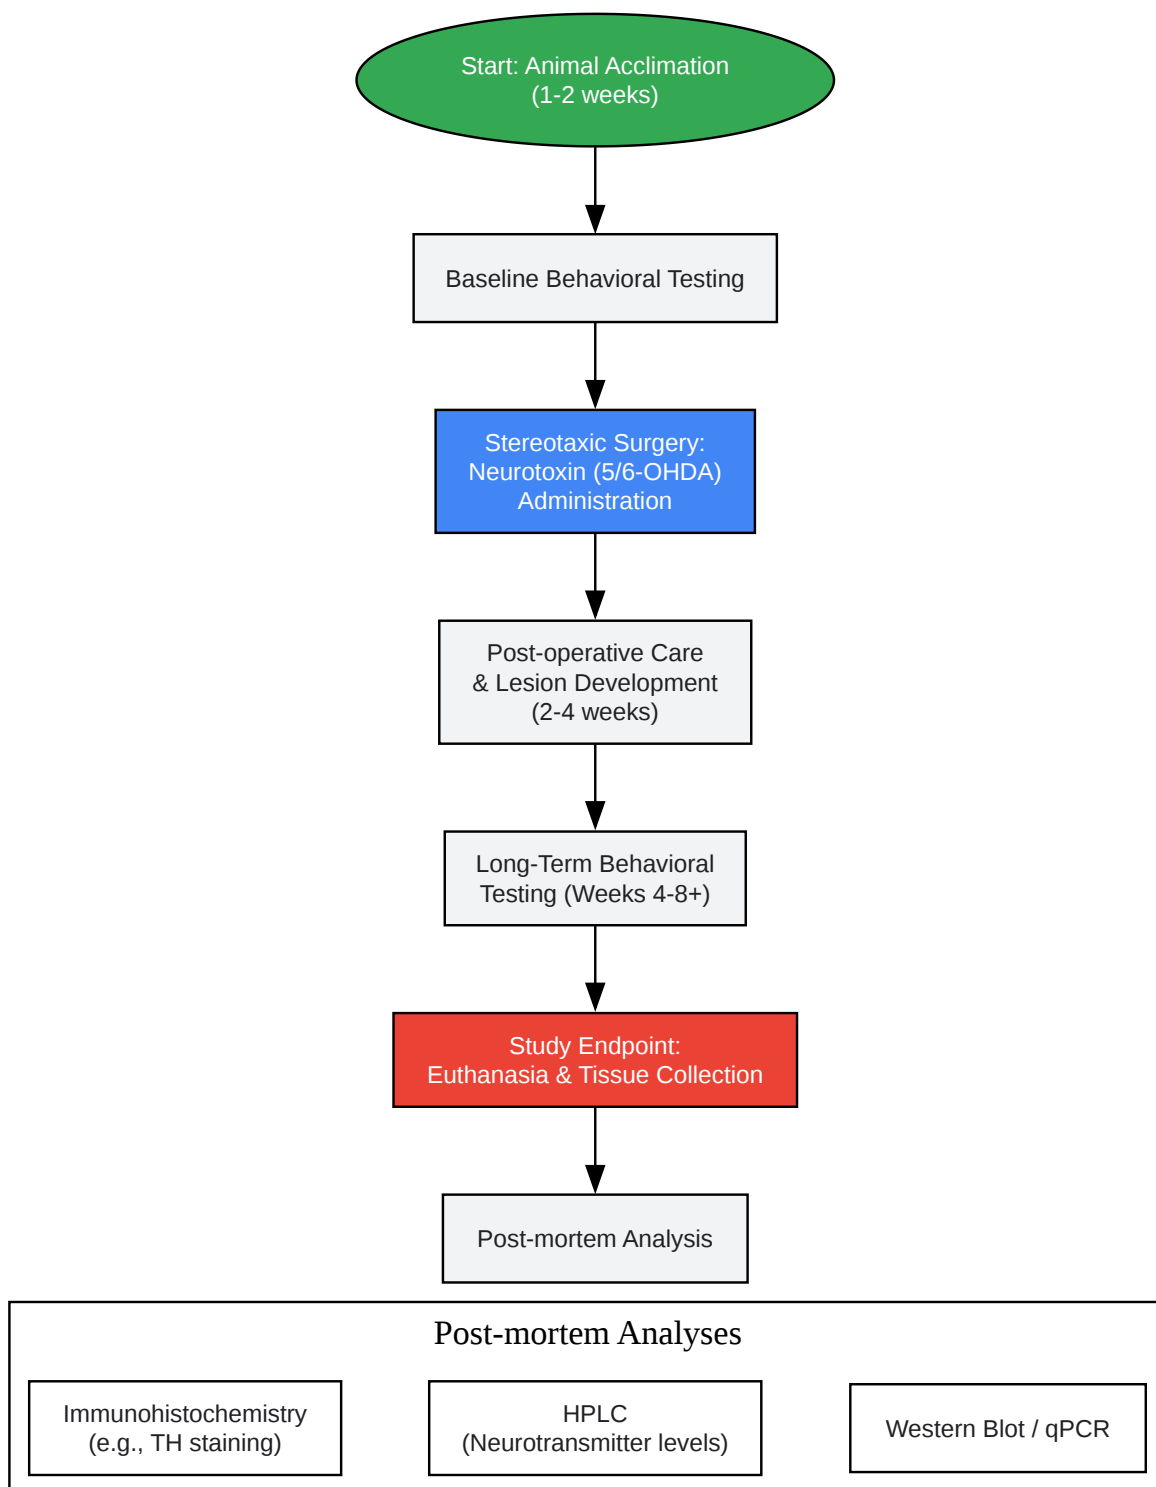 Start: Animal Acclimation
(1-2 weeks)
Baseline Behavioral Testing
Stereotaxic Surgery:
Neurotoxin (5/6-OHDA)
Administration
Post-operative Care
& Lesion Development
(2-4 weeks)
Long-Term Behavioral
Testing (Weeks 4-8+)
Study Endpoint:
Euthanasia & Tissue Collection
Post-mortem Analysis
Post-mortem Analyses
Immunohistochemistry
(e.g., TH staining)
HPLC
(Neurotransmitter levels)
Western Blot / qPCR